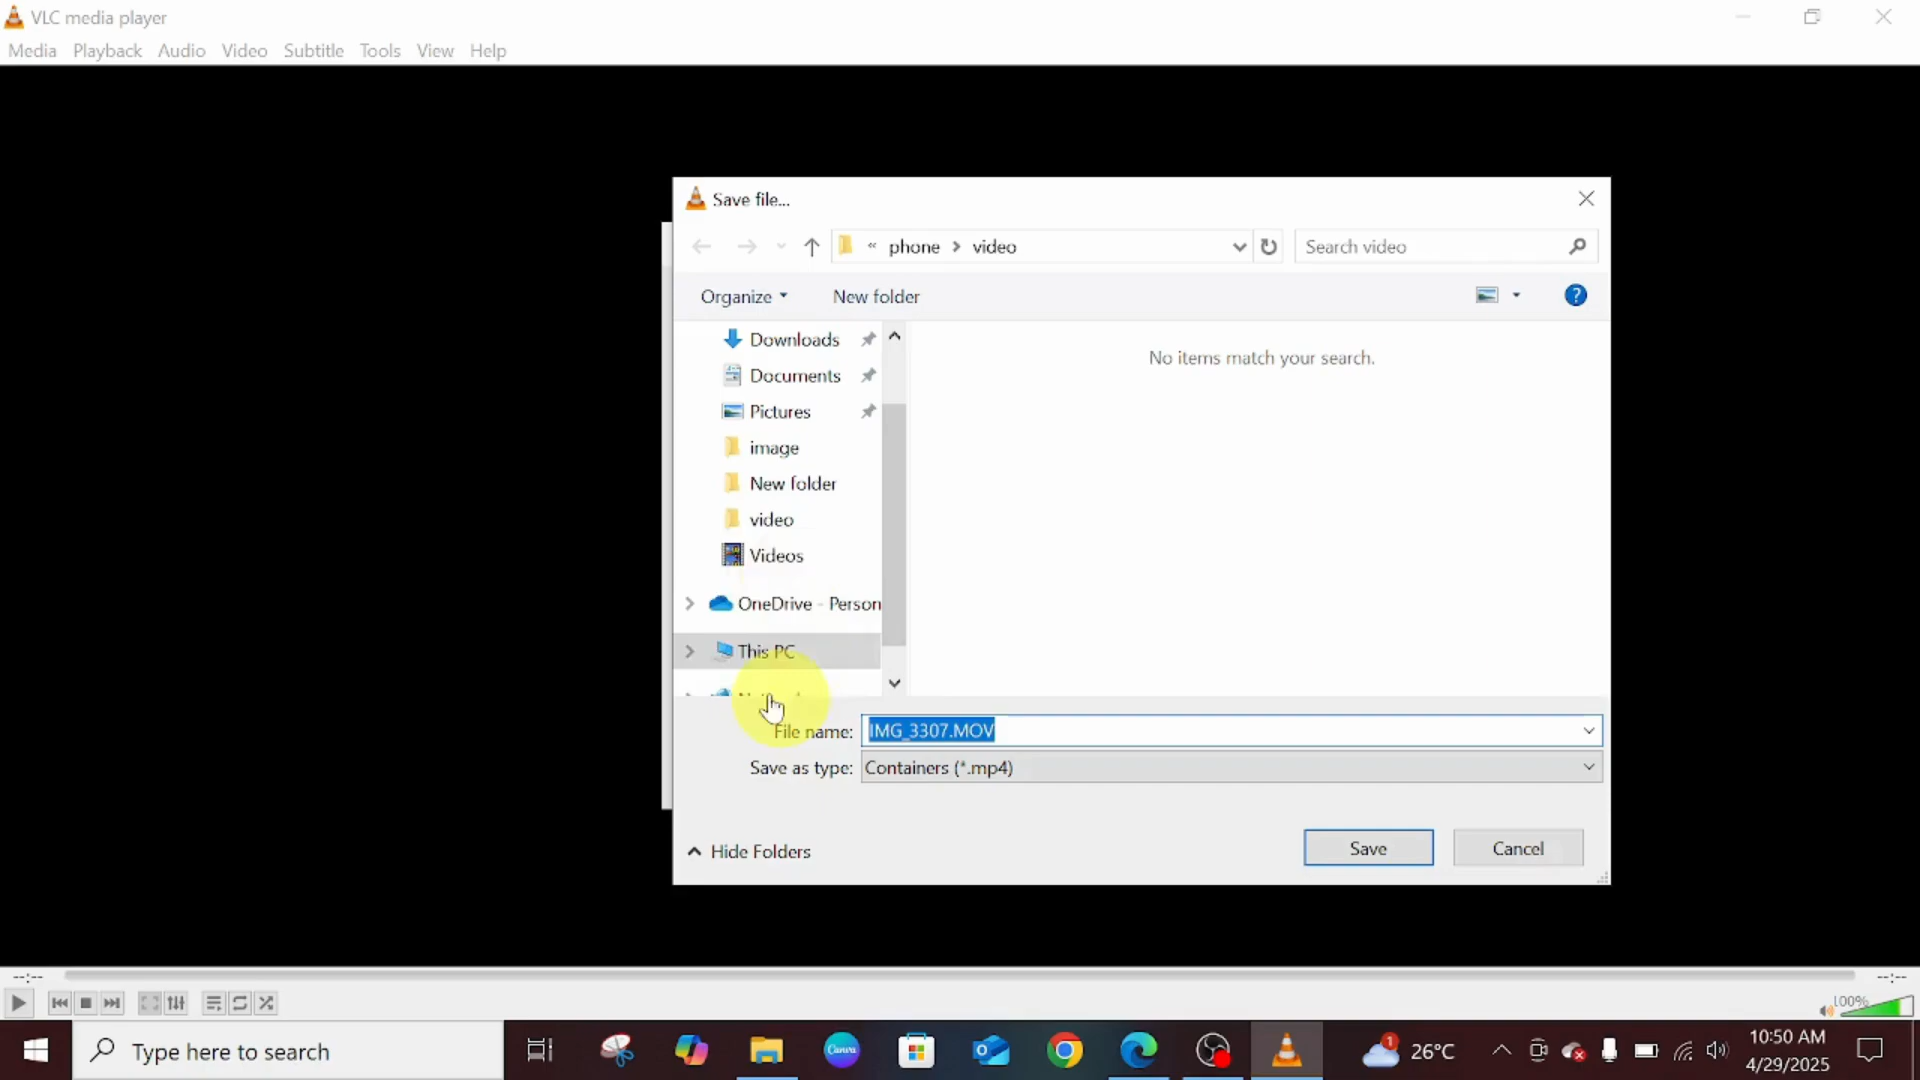 VLC media player
Media Playback Audio Video Subtitle Tools View Help
Save file...
« phone > video
Search video
Organize
New folder
?
Downloads
Documents
Pictures
image
New folder
video
Videos
OneDrive - Person
This PC
No items match your search.
File name: IMG_3307.MOV
Save as type: Containers (*.mp4)
Hide Folders
Save
Cancel
--:--
--:--
100%
Type here to search
Canva
1
26°C
10:50 AM
4/29/2025